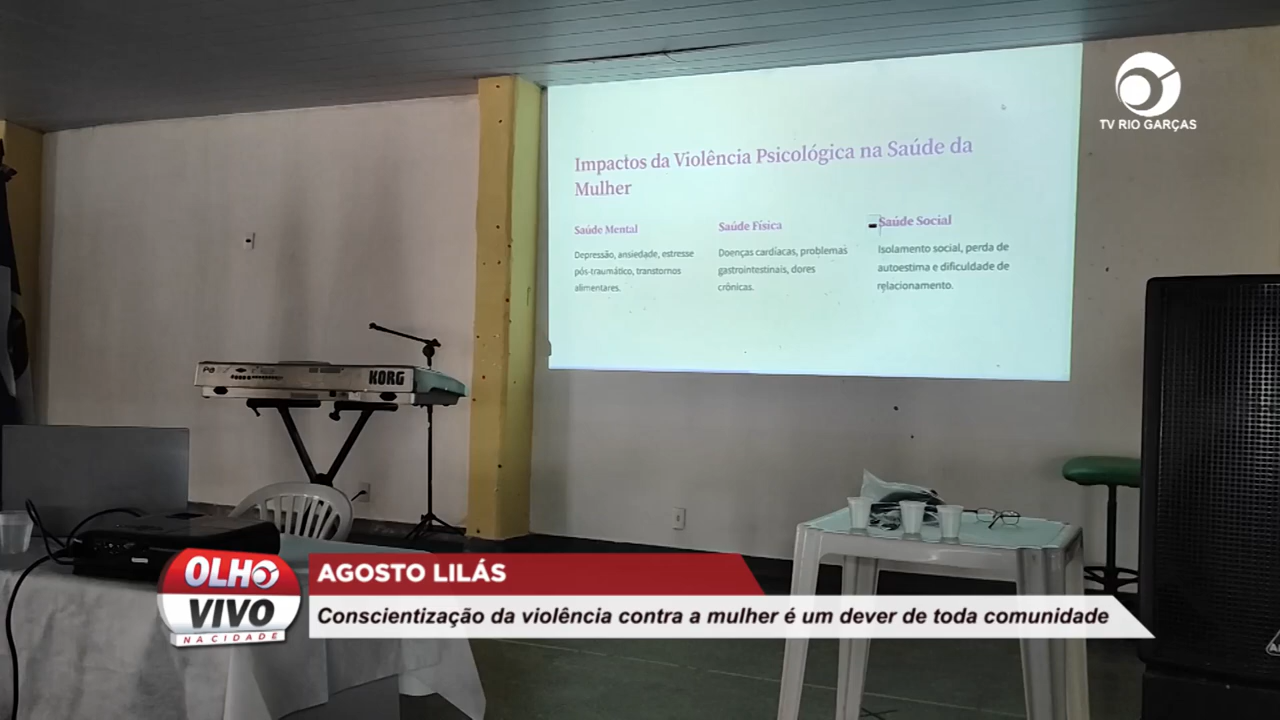 TV RIO GARÇAS
Impactos da Violência Psicológica na Saúde da
Mulher
Saúde Mental
Depressão, ansiedade, estresse
pós-traumático, transtornos
alimentares.
Saúde Física
Doenças cardíacas, problemas
gastrointestinais, dores
crônicas.
Saúde Social
Isolamento social, perda de
autoestima e dificuldade de
relacionamento.
KORG
OLHO
VIVO
NA CIDADE
AGOSTO LILÁS
Conscientização da violência contra a mulher é um dever de toda comunidade